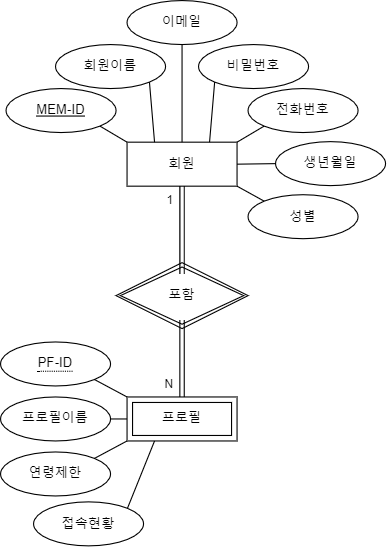 이메일
회원이름
비밀번호
MEM-ID
전화번호
회원
생년월일
성별
1
포함
PF-ID
N
프로필이름
프로필
연령제한
접속현황